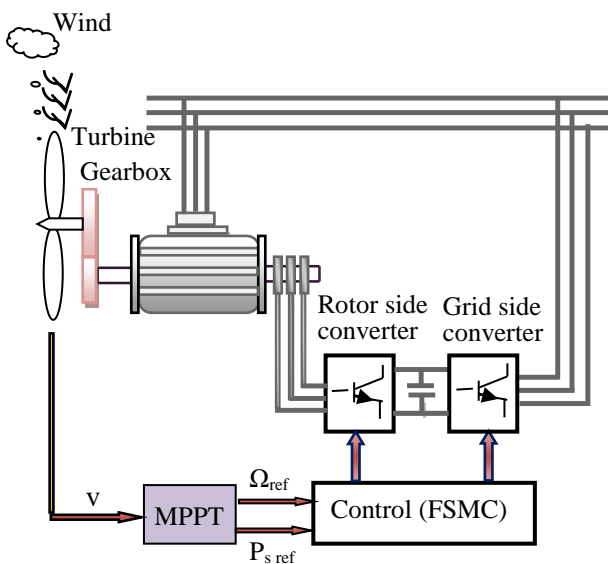 Wind
Turbine
Gearbox
Rotor side
converter
Grid side
converter
v
MPPT
Ωref
Ps ref
Control (FSMC)